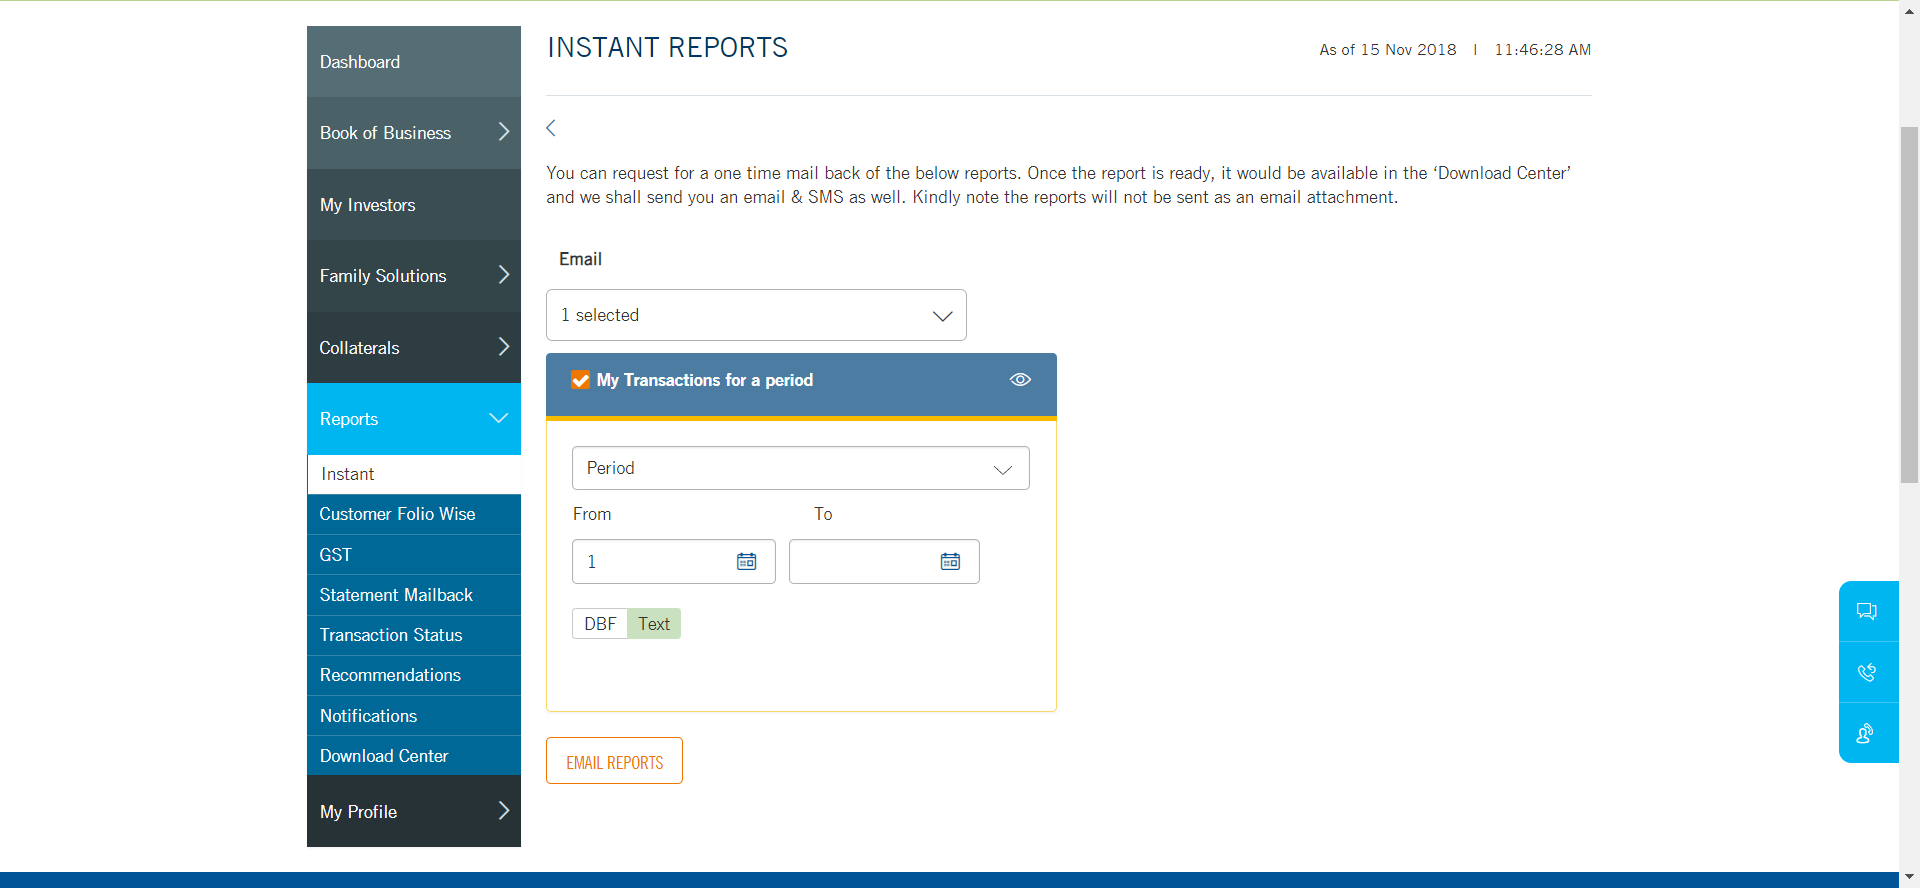 INSTANT REPORTS
As of 15 Nov 2018 | 11:46:28 AM
Dashboard
Book of Business
My Investors
Family Solutions
Collaterals
Reports
Instant
Customer Folio Wise
GST
Statement Mailback
Transaction Status
Recommendations
Notifications
Download Center
My Profile
You can request for a one time mail back of the below reports. Once the report is ready, it would be available in the ‘Download Center’
and we shall send you an email & SMS as well. Kindly note the reports will not be sent as an email attachment.
Email
1 selected
My Transactions for a period
Period
From To
1
DBF Text
EMAIL REPORTS